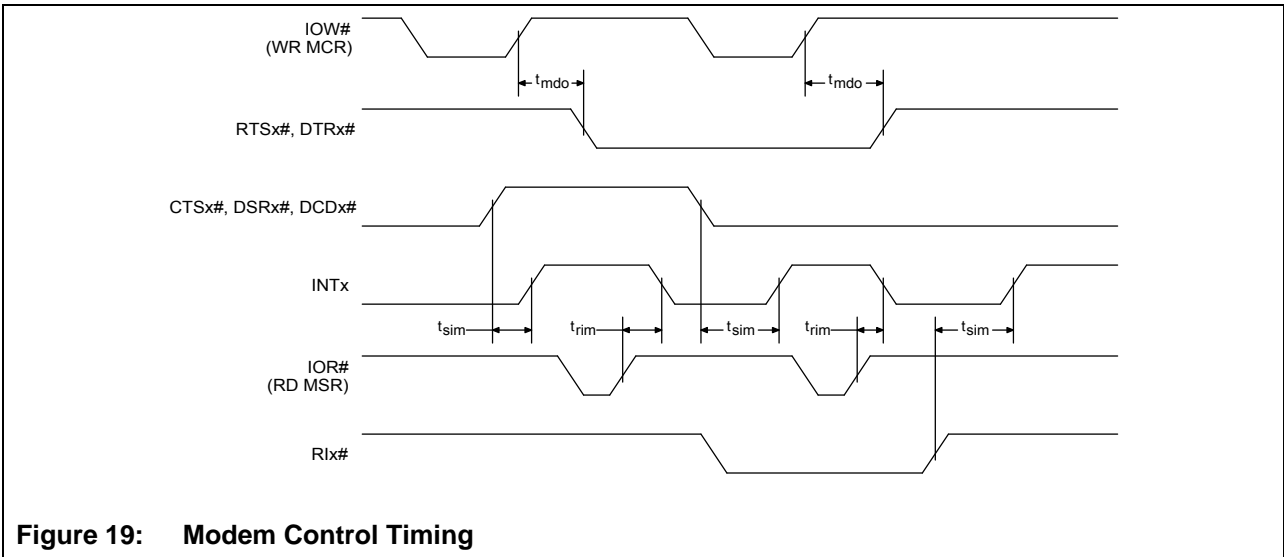 IOW#
(WR MCR)
tmdo
tmdo
RTSx#, DTRx#
CTSx#, DSRx#, DCDx#
INTx
tsim
trim
tsim
trim
tsim
IOR#
(RD MSR)
RIx#
Figure 19: Modem Control Timing